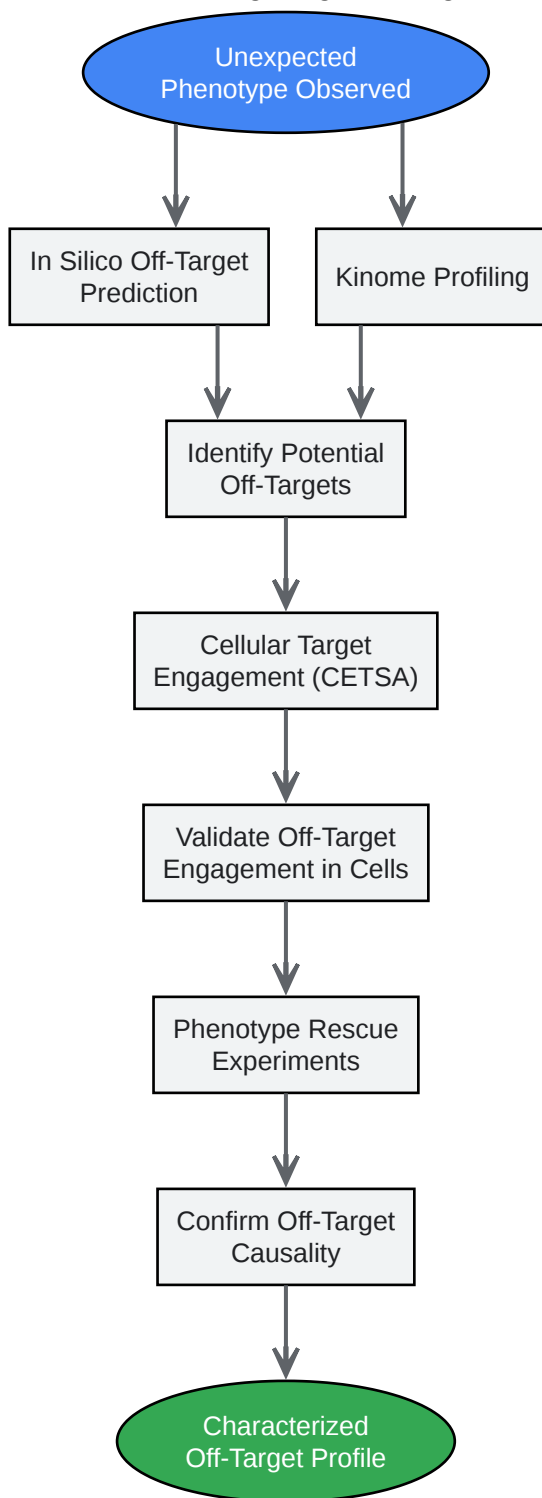 Unexpected
Phenotype Observed
In Silico Off-Target
Prediction
Kinome Profiling
Identify Potential
Off-Targets
Cellular Target
Engagement (CETSA)
Validate Off-Target
Engagement in Cells
Phenotype Rescue
Experiments
Confirm Off-Target
Causality
Characterized
Off-Target Profile